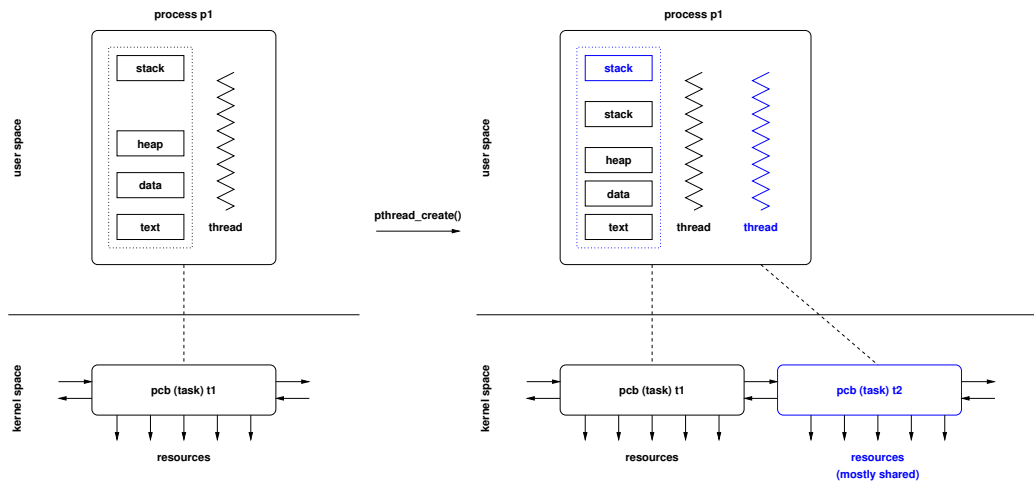 process p1
user space
stack
heap
data
text
thread
kernel space
pcb (task) t1
resources
pthread_create()
process p1
user space
stack
stack
heap
data
text
thread
thread
kernel space
pcb (task) t1
pcb (task) t2
resources
resources
(mostly shared)